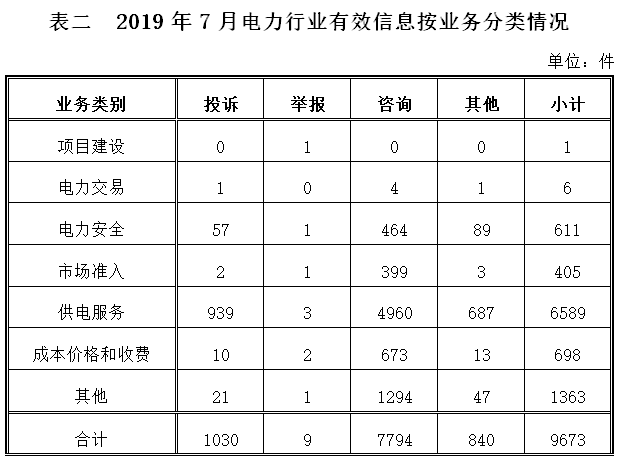 表二 2019 年 7 月电力行业有效信息按业务分类情况
单位：件
业务类别 投诉 举报 咨询 其他 小计
项目建设 0 1 0 0 1
电力交易 1 0 4 1 6
电力安全 57 1 464 89 611
市场准入 2 1 399 3 405
供电服务 939 3 4960 687 6589
成本价格和收费 10 2 673 13 698
其他 21 1 1294 47 1363
合计 1030 9 7794 840 9673